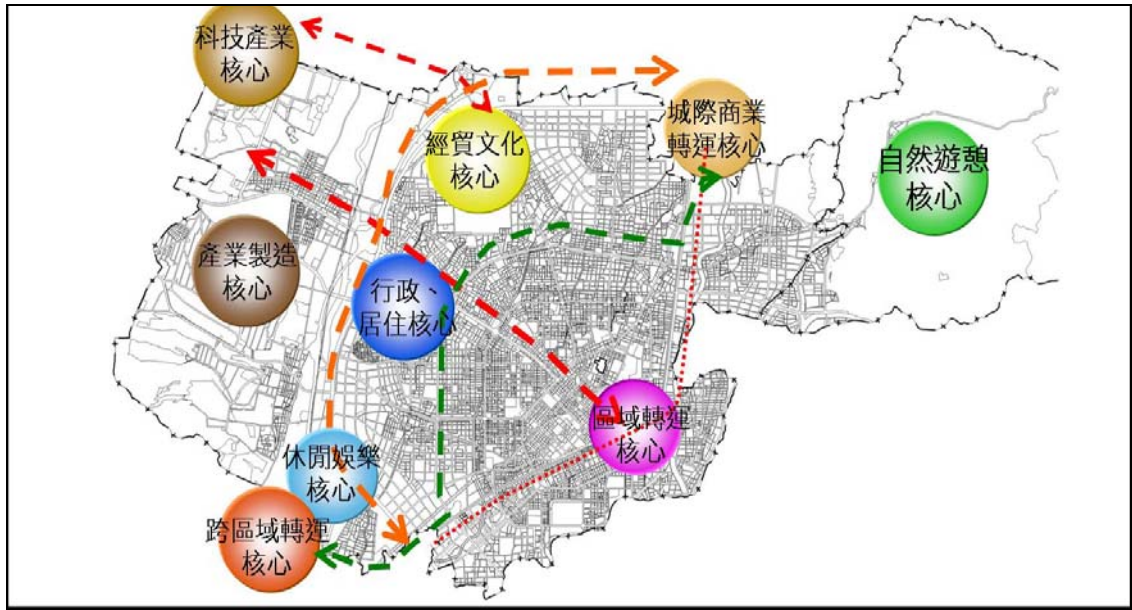 科技產業
核心
經貿文化
核心
城際商業
轉運核心
自然遊憩
核心
產業製造
核心
行政、
居住核心
區域轉運
核心
休閒娛樂
核心
跨區域轉運
核心